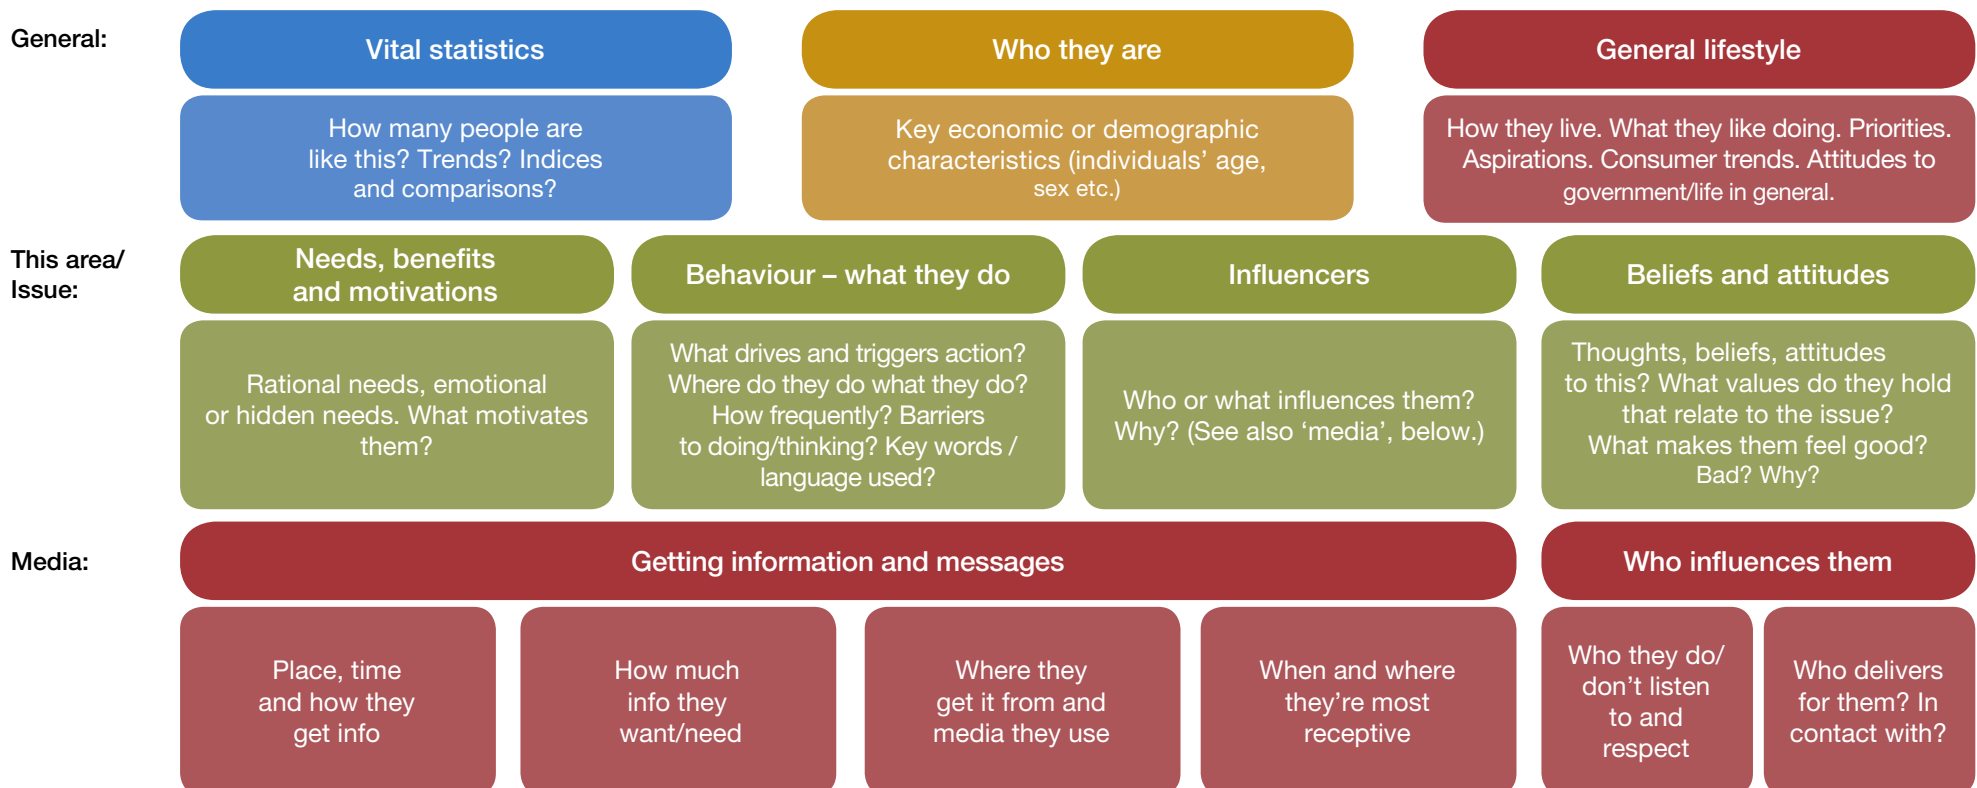 General:
Vital statistics
Who they are
General lifestyle
How many people are
like this? Trends? Indices
and comparisons?
Key economic or demographic
characteristics (individuals’ age,
sex etc.)
How they live. What they like doing. Priorities.
Aspirations. Consumer trends. Attitudes to
government/life in general.
This area/
Issue:
Needs, benefits
and motivations
Behaviour – what they do
Influencers
Beliefs and attitudes
Rational needs, emotional
or hidden needs. What motivates
them?
What drives and triggers action?
Where do they do what they do?
How frequently? Barriers
to doing/thinking? Key words /
language used?
Who or what influences them?
Why? (See also ‘media’, below.)
Thoughts, beliefs, attitudes
to this? What values do they hold
that relate to the issue?
What makes them feel good?
Bad? Why?
Media:
Getting information and messages
Who influences them
Place, time
and how they
get info
How much
info they
want/need
Where they
get it from and
media they use
When and where
they’re most
receptive
Who they do/
don’t listen
to and
respect
Who delivers
for them? In
contact with?